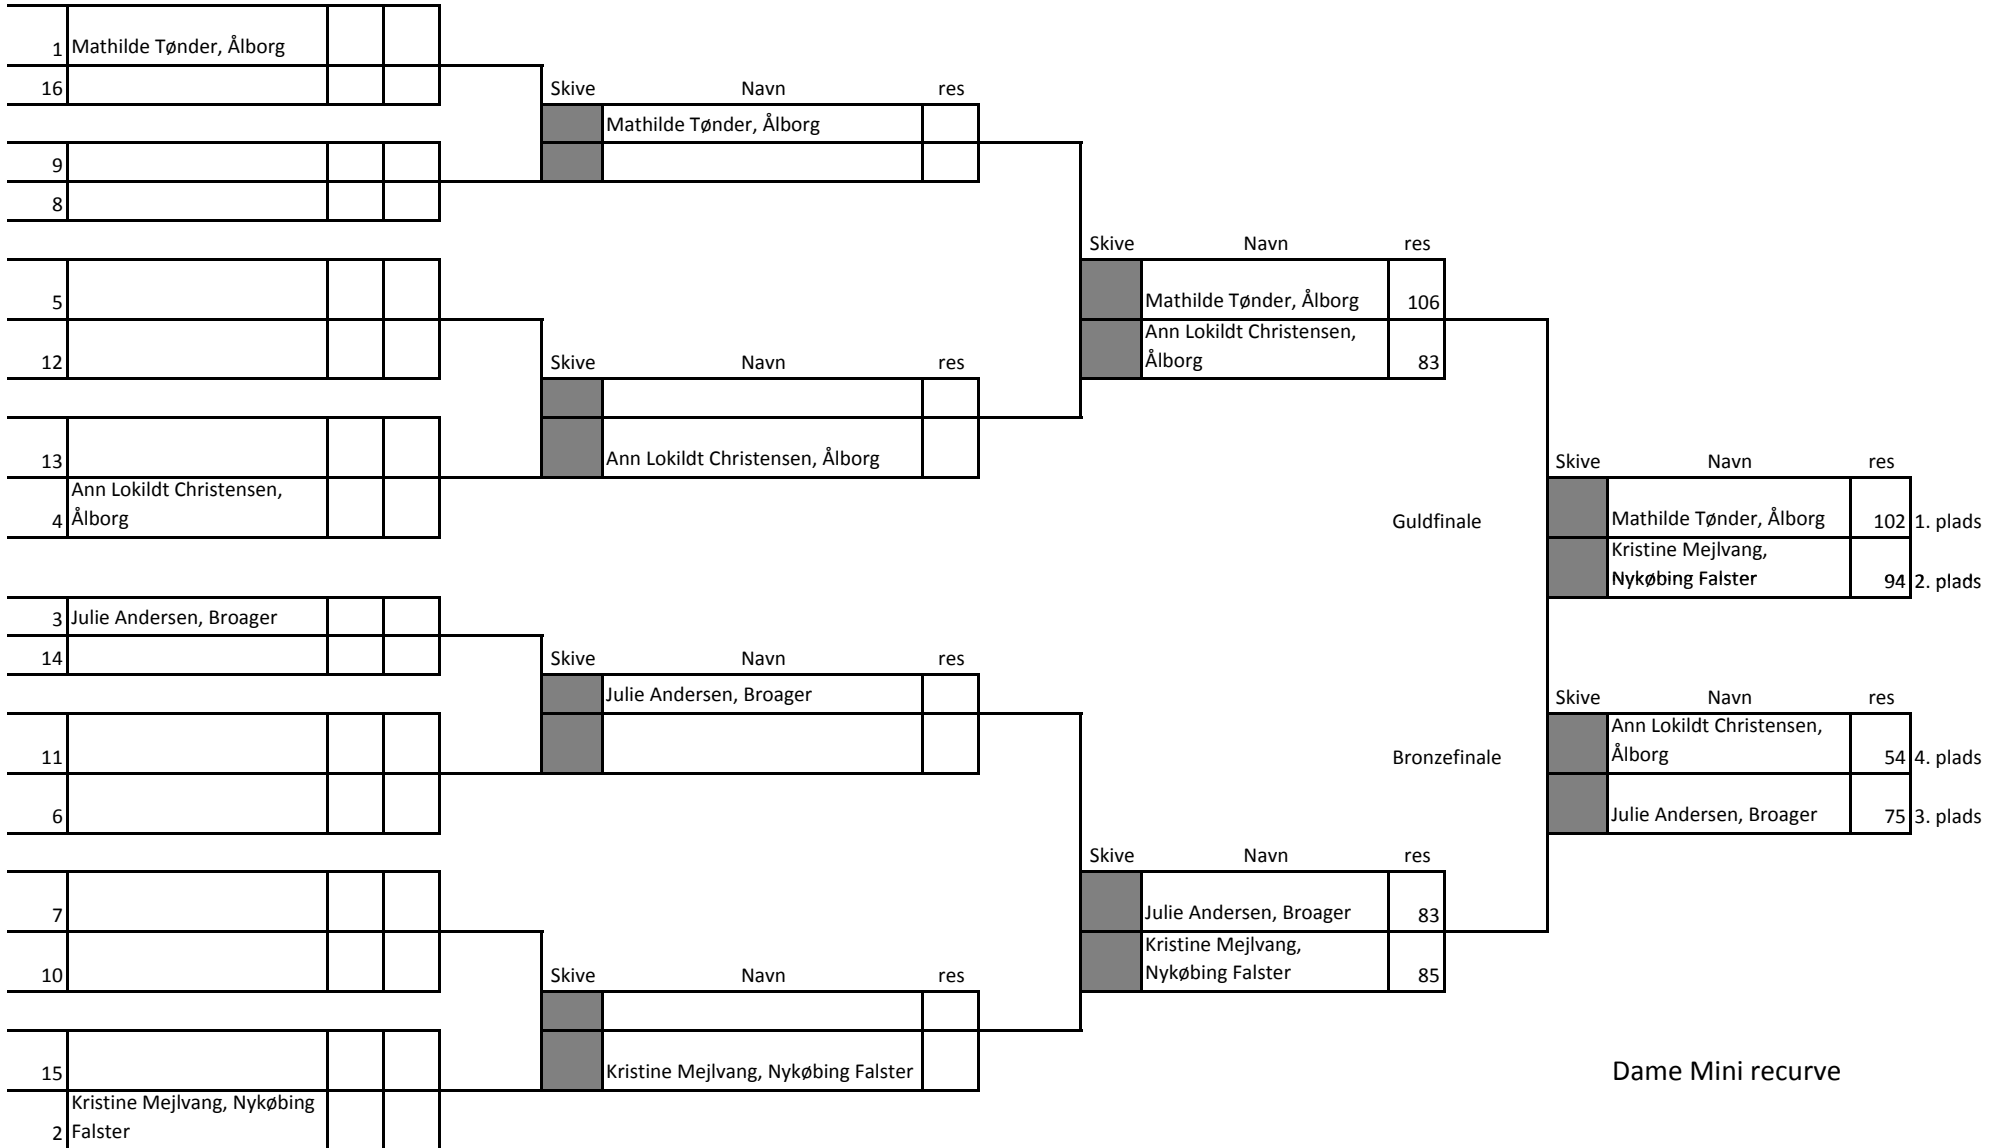 1 Mathilde Tønder, Ålborg
16
Skive Navn res
Mathilde Tønder, Ålborg
9
8
Skive Navn res
5
Mathilde Tønder, Ålborg 106
Ann Lokildt Christensen,
Ålborg 83
12
Skive Navn res
Ann Lokildt Christensen, Ålborg
13
Ann Lokildt Christensen,
4 Ålborg
Skive Navn res
Guldfinale
Mathilde Tønder, Ålborg 102 1. plads
Kristine Mejlvang,
Nykøbing Falster 94 2. plads
3 Julie Andersen, Broager
14
Skive Navn res
Julie Andersen, Broager
11
6
Skive Navn res
Bronzefinale
Ann Lokildt Christensen,
Ålborg 54 4. plads
Julie Andersen, Broager 75 3. plads
Skive Navn res
7
Julie Andersen, Broager 83
Kristine Mejlvang,
Nykøbing Falster 85
10
Skive Navn res
Kristine Mejlvang, Nykøbing Falster
15
Kristine Mejlvang, Nykøbing
2 Falster
Dame Mini recurve